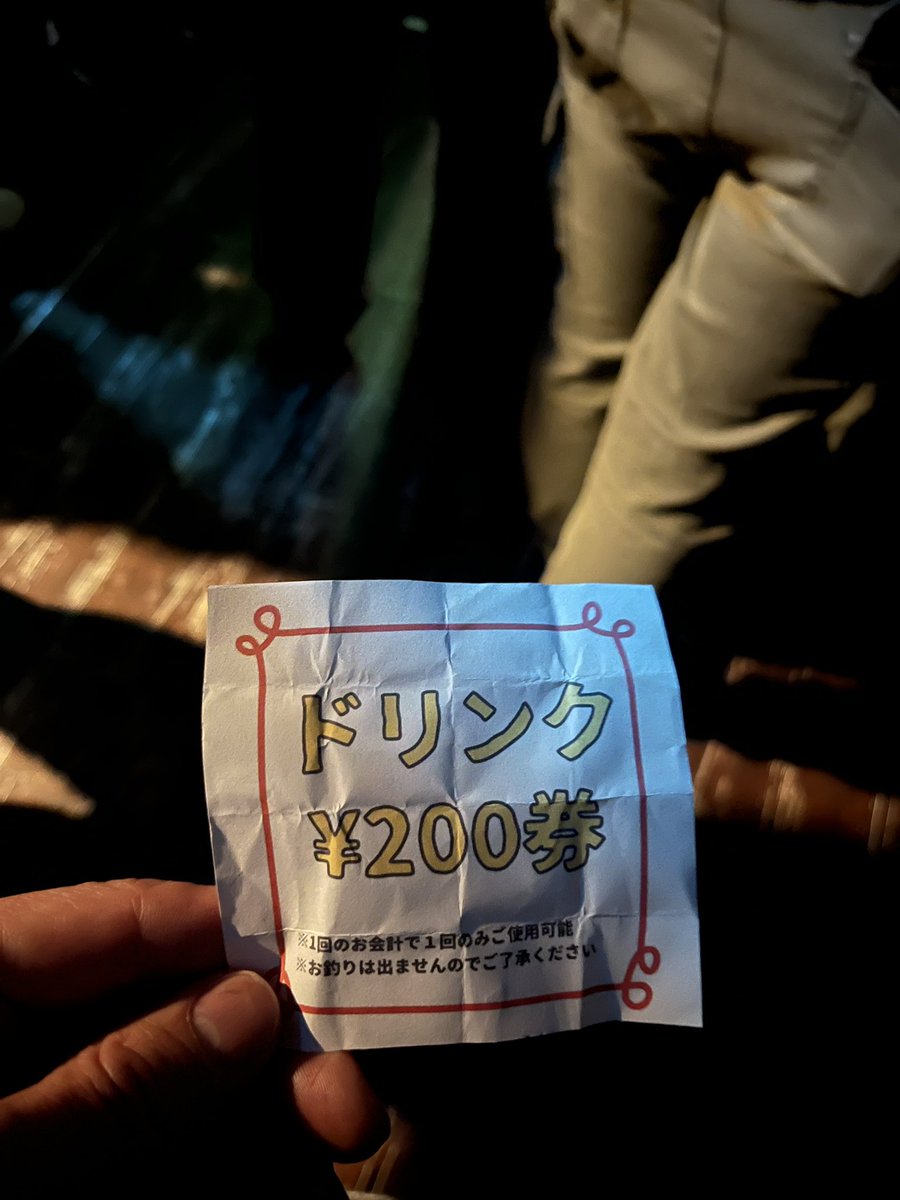 ドリンク
¥200券
※1回のお会計で１回のみご使用可能
※お釣りは出ませんのでご了承ください